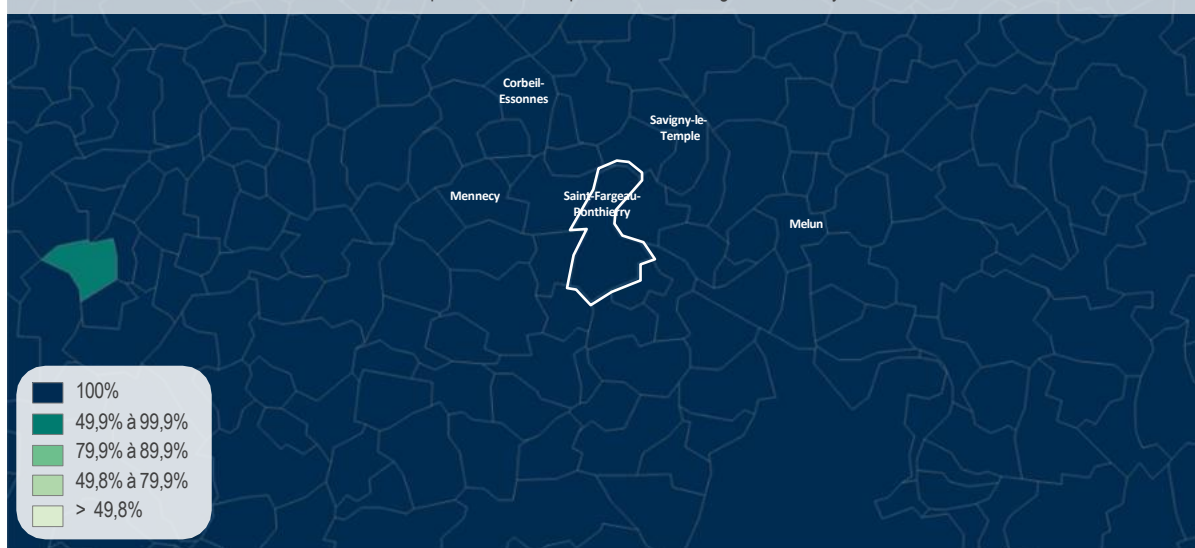 Corbeil-
Essonnes
Savigny-le-
Temple
Mennecy
Saint-Fargeau-
Ponthierry
Melun
100%
49,9% à 99,9%
79,9% à 89,9%
49,8% à 79,9%
> 49,8%